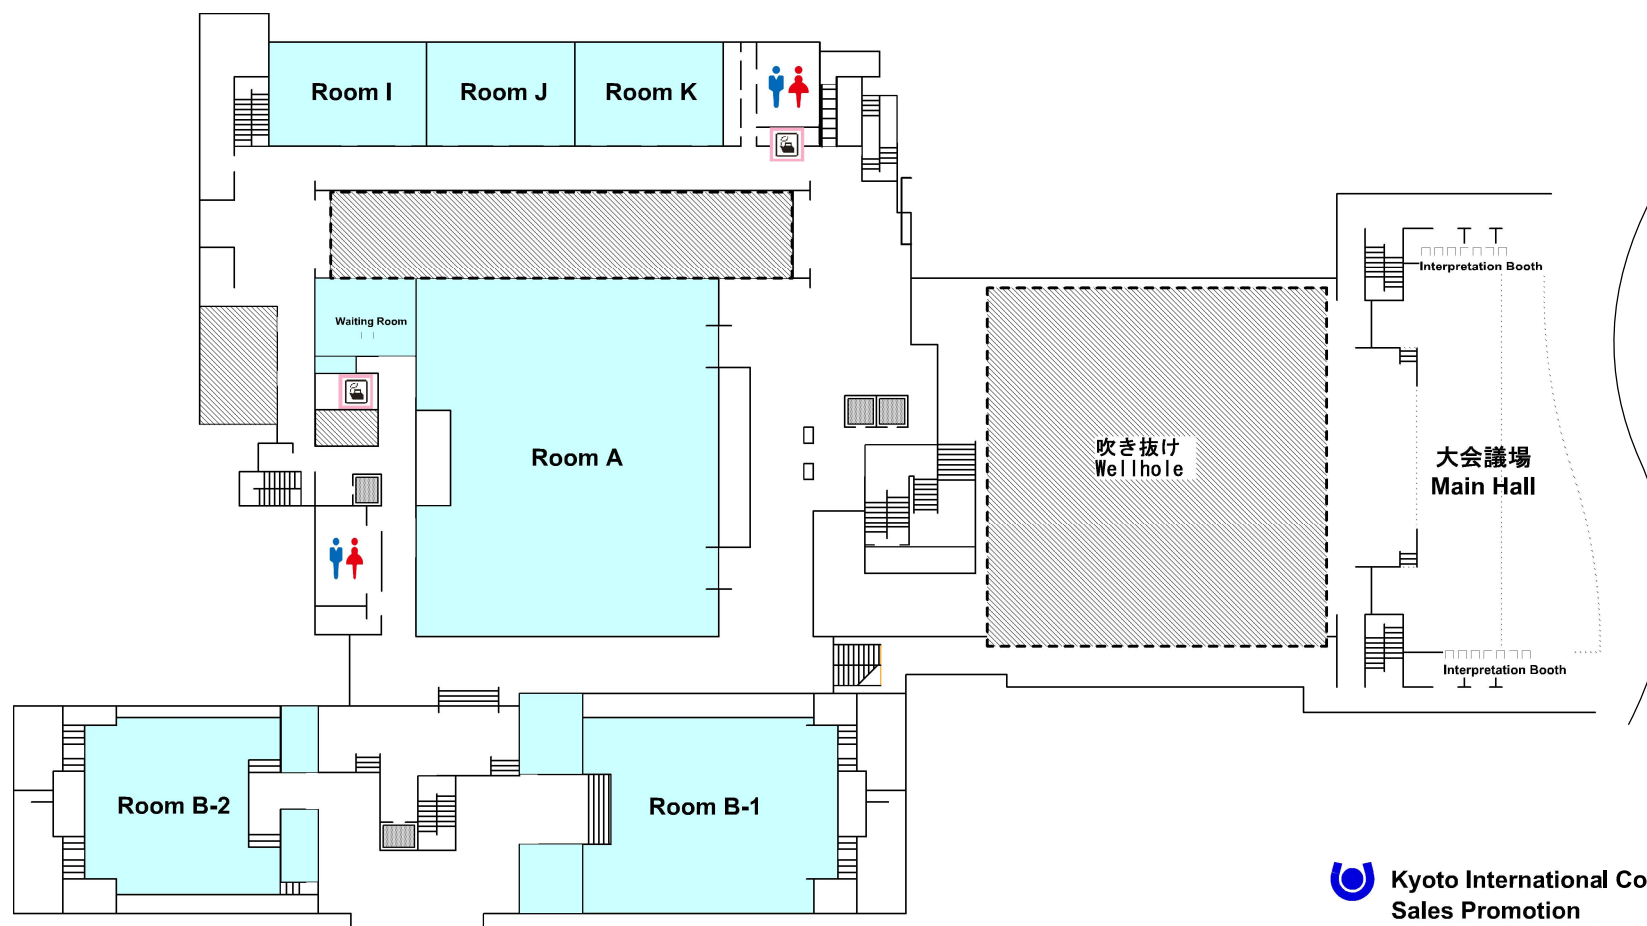 Room I
Room J
Room K
Waiting Room
Room A
吹き抜け
Wellhole
Interpretation Booth
大会議場
Main Hall
Interpretation Booth
Room B-2
Room B-1
Kyoto International Co
Sales Promotion